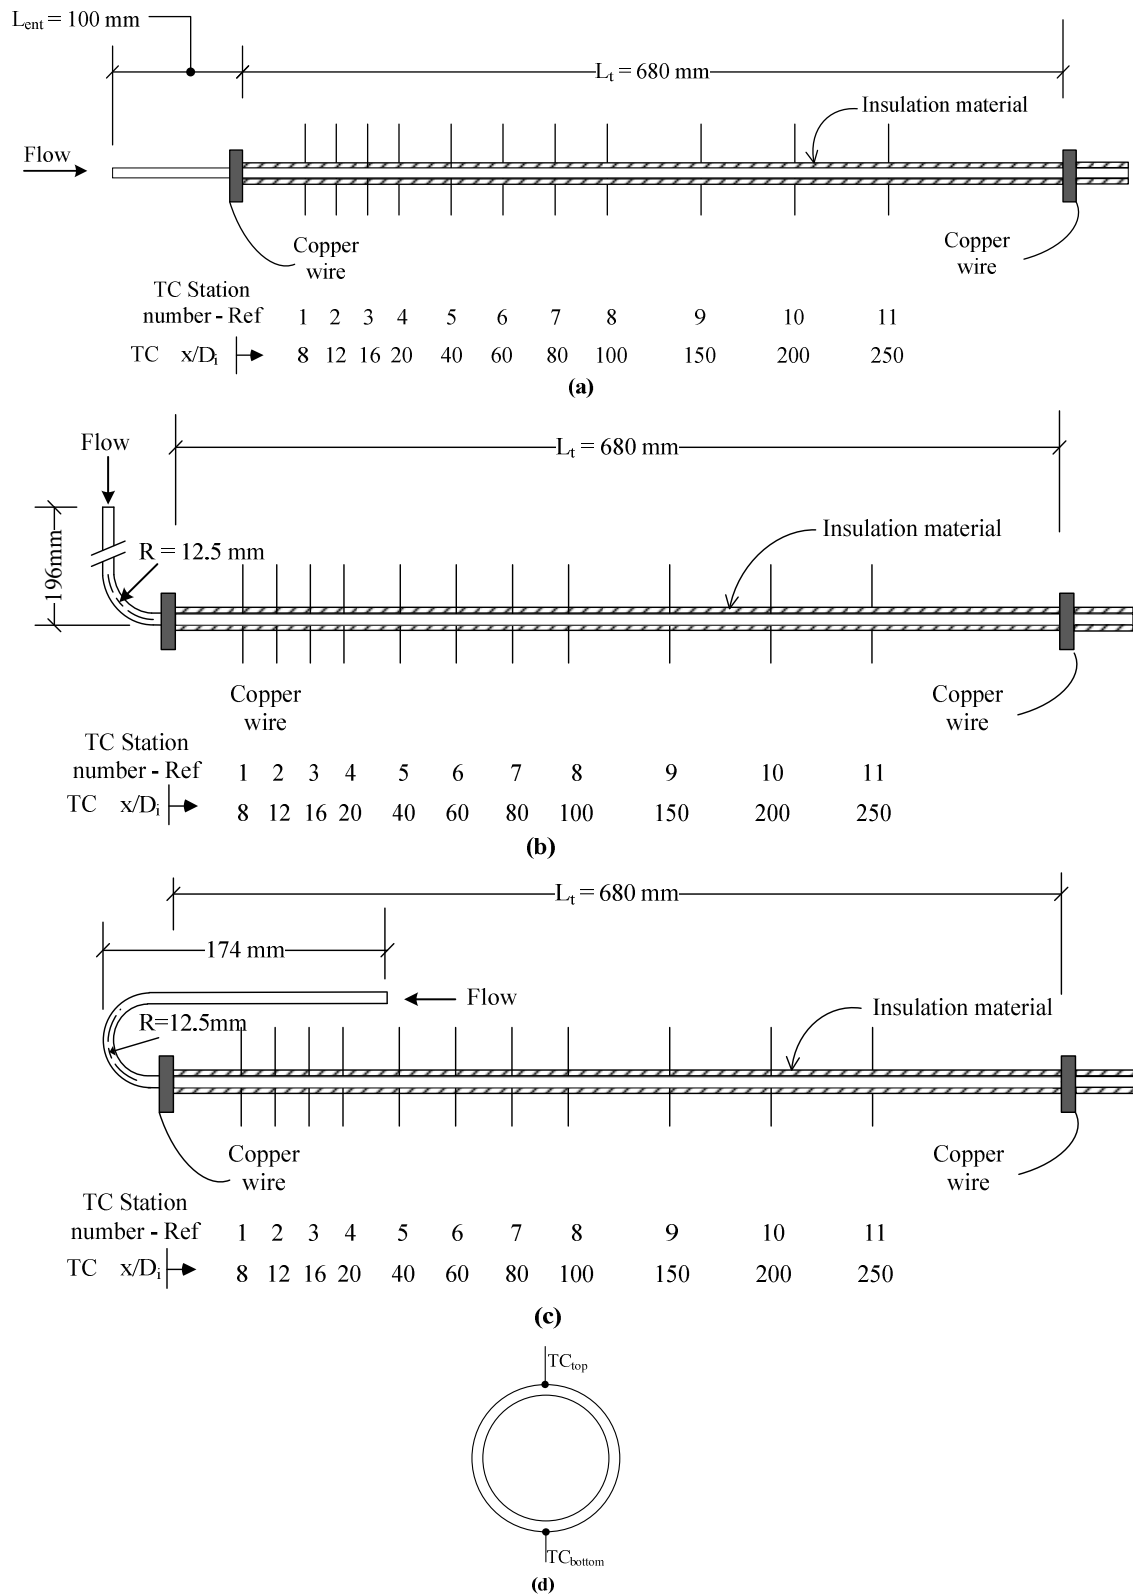 L_ent = 100 mm
L_t = 680 mm
Insulation material
Flow
Copper
wire
Copper
wire
TC Station
number - Ref 1 2 3 4 5 6 7 8 9 10 11
TC x/D_i 8 12 16 20 40 60 80 100 150 200 250
(a)
Flow
L_t = 680 mm
196mm
R = 12.5 mm
Insulation material
Copper
wire
Copper
wire
TC Station
number - Ref 1 2 3 4 5 6 7 8 9 10 11
TC x/D_i 8 12 16 20 40 60 80 100 150 200 250
(b)
L_t = 680 mm
174 mm
Flow
R=12.5mm
Insulation material
Copper
wire
Copper
wire
TC Station
number - Ref 1 2 3 4 5 6 7 8 9 10 11
TC x/D_i 8 12 16 20 40 60 80 100 150 200 250
(c)
TC_top
TC_bottom
(d)